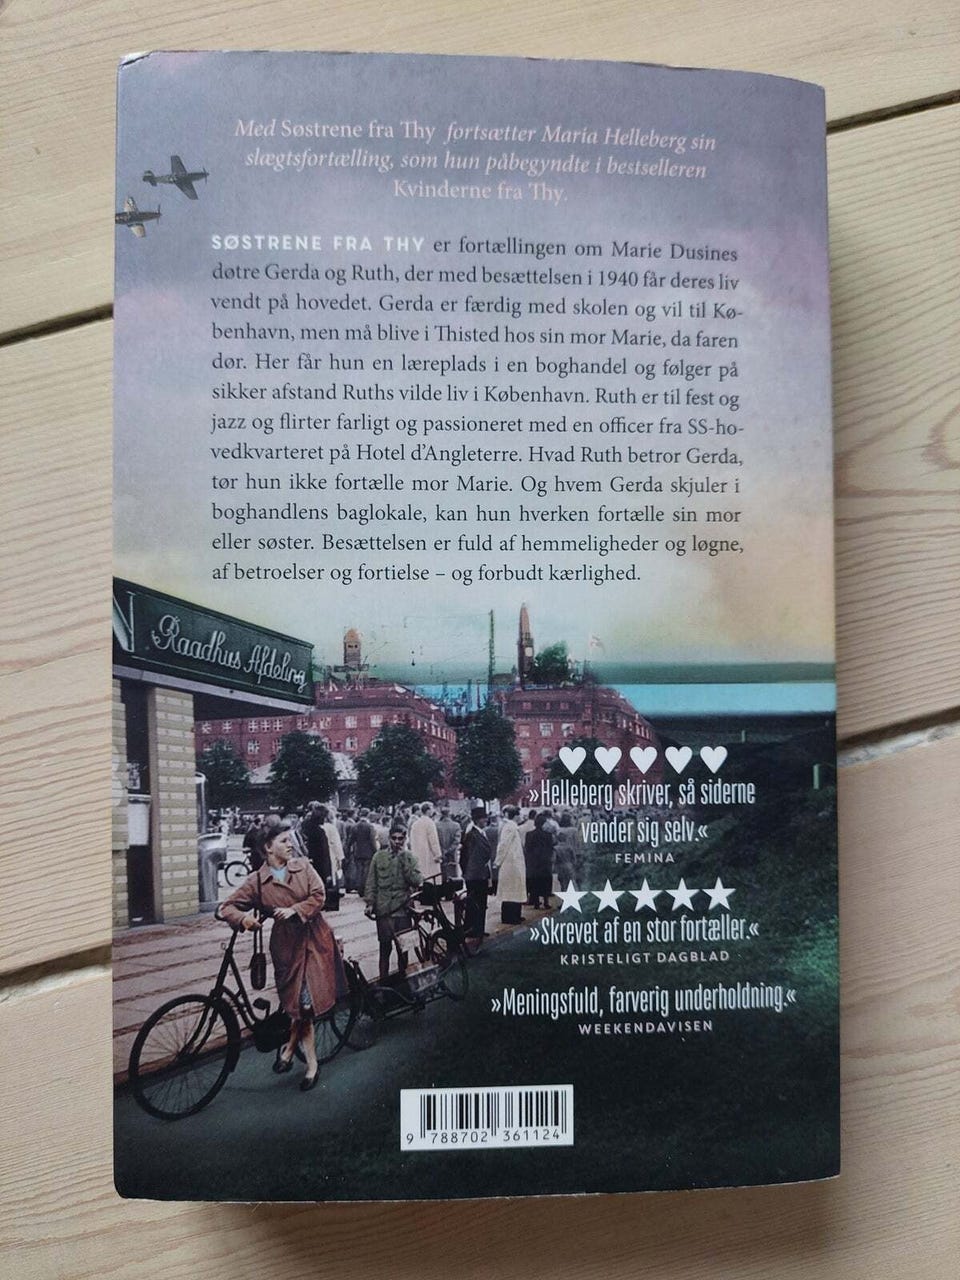 Med Søstrene fra Thy fortsætter Maria Helleberg sin
slægtsfortælling, som hun påbegyndte i bestselleren
Kvinderne fra Thy.
SØSTRENE FRA THY er fortællingen om Marie Dusines
døtre Gerda og Ruth, der med besættelsen i 1940 får deres liv
vendt på hovedet. Gerda er færdig med skolen og vil til Kø-
benhavn, men må blive i Thisted hos sin mor Marie, da faren
dør. Her får hun en læreplads i en boghandel og følger på
sikker afstand Ruths vilde liv i København. Ruth er til fest og
jazz og flirter farligt og passioneret med en officer fra SS-ho-
vedkvarteret på Hotel d'Angleterre. Hvad Ruth betror Gerda,
tør hun ikke fortælle mor Marie. Og hvem Gerda skjuler i
boghandlens baglokale, kan hun hverken fortælle sin mor
eller søster. Besættelsen er fuld af hemmeligheder og løgne,
af betroelser og fortielse – og forbudt kærlighed.
Raadhus Afdeling
»Helleberg skriver, så siderne
vender sig selv.«
FEMINA
»Skrevet af en stor fortæller.«
KRISTELIGT DAGBLAD
»Meningsfuld, farverig underholdning.«
WEEKENDAVISEN
9 788702 361124